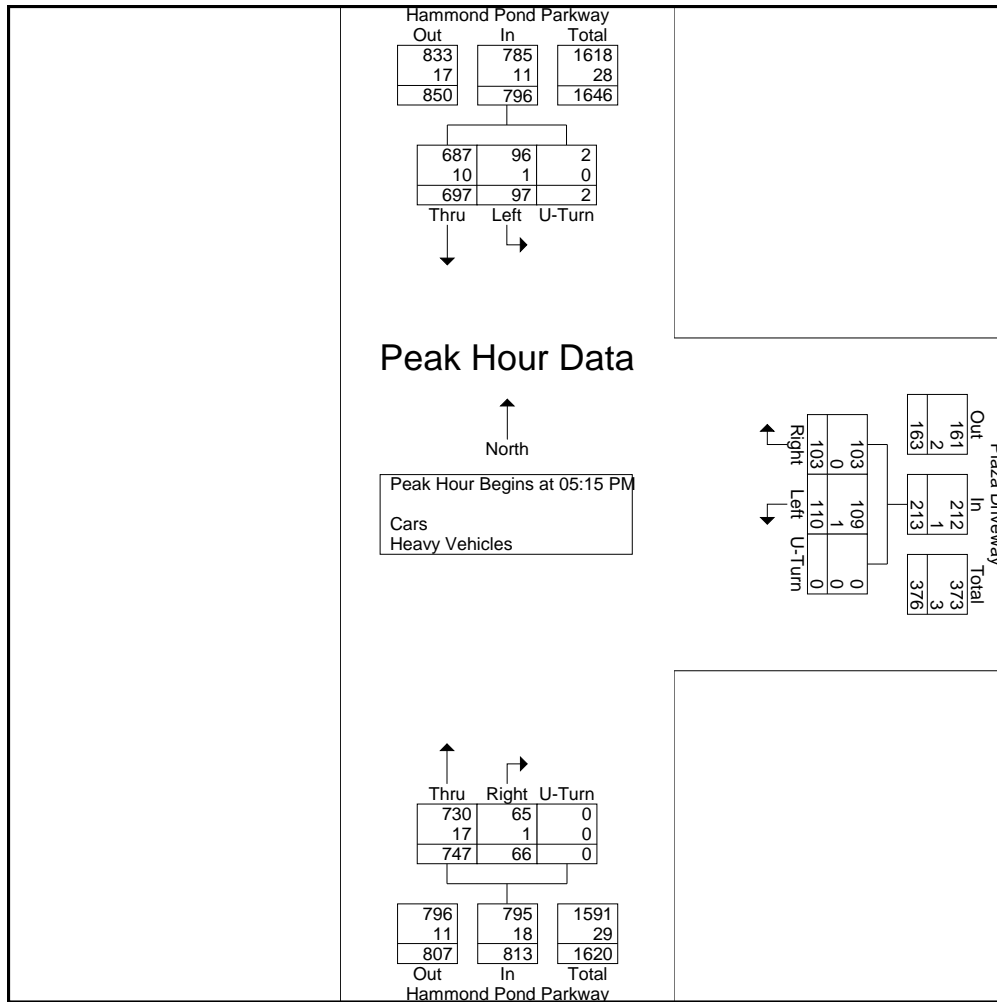 Hammond Pond Parkway
Out In Total
833 785 1618
17 11 28
850 796 1646
687 96 2
10 1 0
697 97 2
Thru Left U-Turn
Peak Hour Data
North
Peak Hour Begins at 05:15 PM
Cars
Heavy Vehicles
Right Left U-Turn
103 109 0
0 1 0
103 110 0
Plaza Driveway
Out In Total
161 212 373
2 1 3
163 213 376
Thru Right U-Turn
730 65 0
17 1 0
747 66 0
796 795 1591
11 18 29
807 813 1620
Out In Total
Hammond Pond Parkway